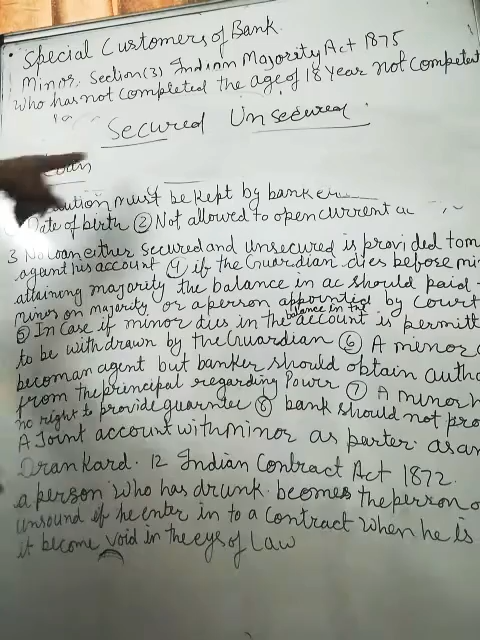 • Special Customers of Bank.
Minor. Section(3) Indian Majority Act 1875
Who has not completed the age of 18 Year not Competent
Secured Unsecured.
Loan
caution must be kept by banker
Date of birth ② Not allowed to open current ac
3 No loan either secured and unsecured is provided to m
against his account ④ if the Guardian dies before mi
attaining majority the balance in ac should paid
minor on majority or a person appointed by Court
balance in the
⑤ In Case if minor dies in the account is permitt
to be withdrawn by the Guardian ⑥ A minor
becoman agent but banker should obtain autho
from the principal regarding Power ⑦ A minor h
no right to provide guarntee ⑧ bank should not pro
A Joint account with minor as parter. as an
Drankard. 12 Indian Contract Act 1872.
a person who has drunk. becomes the person o
unsound if he enter in to a contract when he is
it become void in the eyes of Law